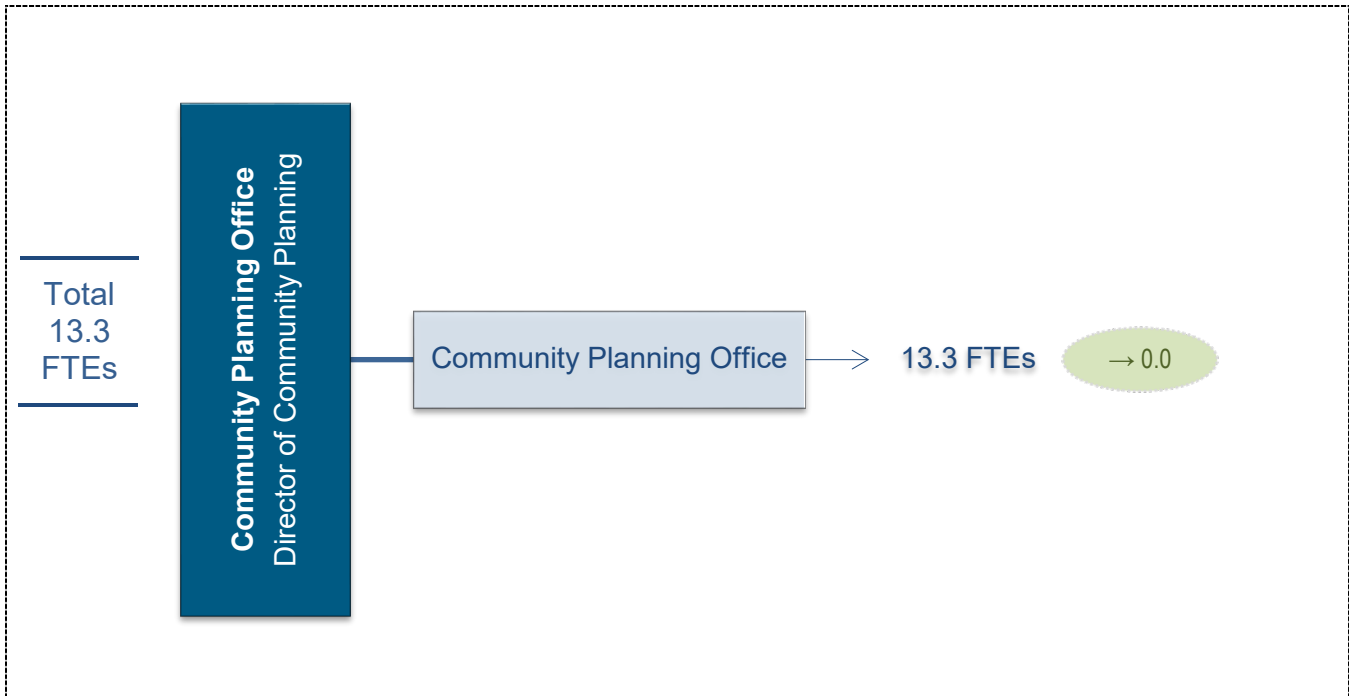 Total
13.3
FTEs
Community Planning Office
Director of Community Planning
Community Planning Office
13.3 FTEs
→ 0.0